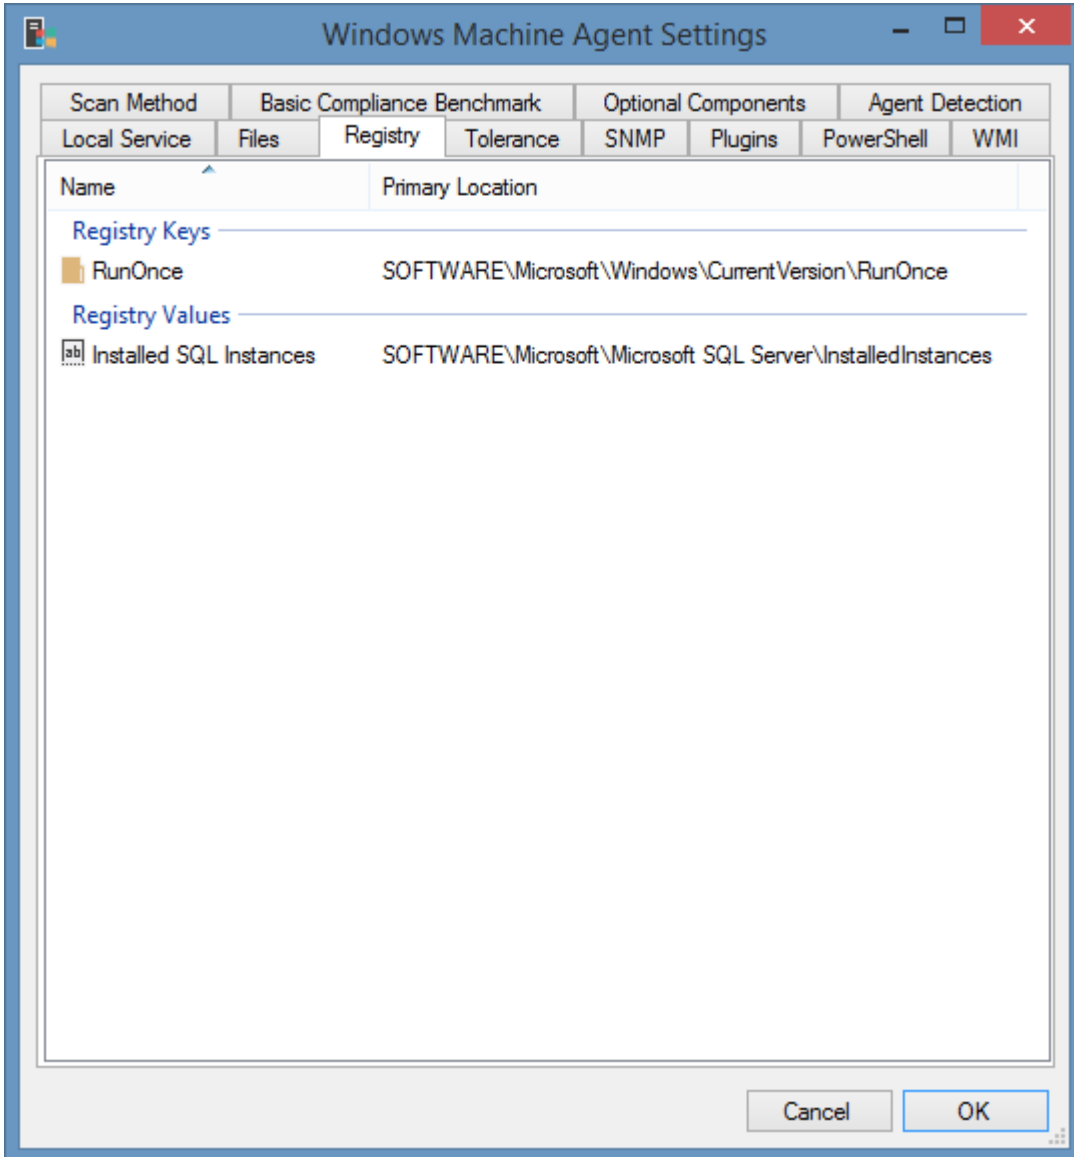 Windows Machine Agent Settings
Scan Method Basic Compliance Benchmark Optional Components Agent Detection
Local Service Files Registry Tolerance SNMP Plugins PowerShell WMI
Name Primary Location
Registry Keys
RunOnce SOFTWARE\Microsoft\Windows\CurrentVersion\RunOnce
Registry Values
ab Installed SQL Instances SOFTWARE\Microsoft\Microsoft SQL Server\InstalledInstances
Cancel OK